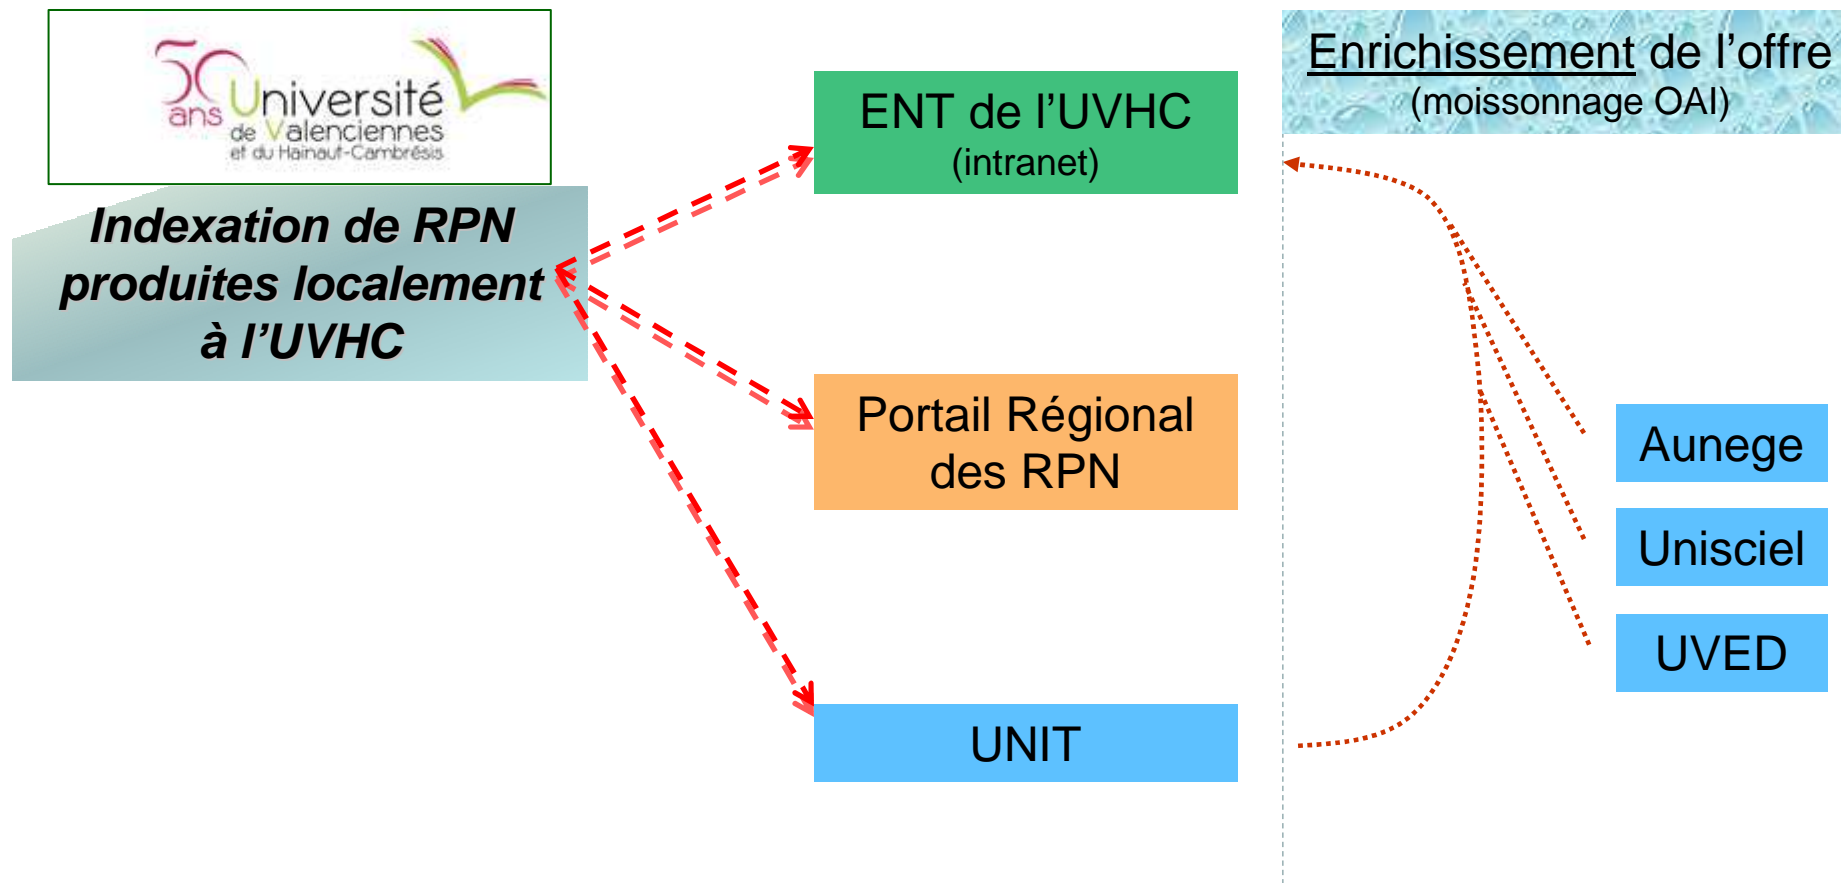 50
ans
Université
de Valenciennes
et du Hainaut-Cambrésis
Indexation de RPN
produites localement
à l’UVHC
ENT de l’UVHC
(intranet)
Portail Régional
des RPN
UNIT
Enrichissement de l’offre
(moissonnage OAI)
Aunege
Unisciel
UVED